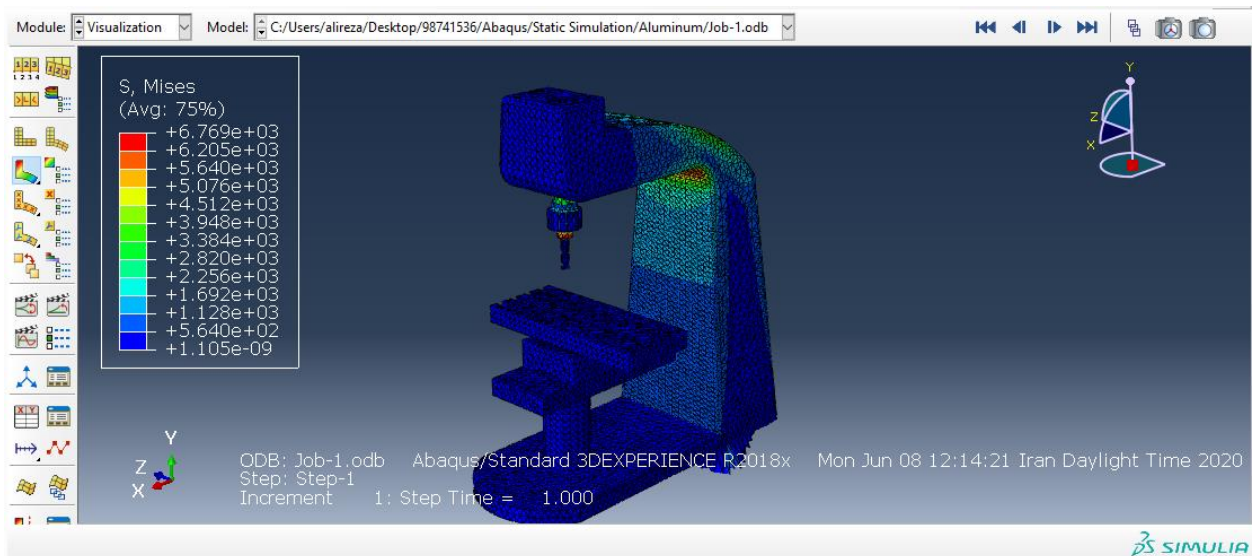 Module: Visualization Model: C:/Users/alireza/Desktop/98741536/Abaqus/Static Simulation/Aluminum/Job-1.odb
S, Mises
(Avg: 75%)
+6.769e+03
+6.205e+03
+5.640e+03
+5.076e+03
+4.512e+03
+3.948e+03
+3.384e+03
+2.820e+03
+2.256e+03
+1.692e+03
+1.128e+03
+5.640e+02
+1.105e-09
Y
Z
X
Y
Z
X
ODB: Job-1.odb Abaqus/Standard 3DEXPERIENCE R2018x Mon Jun 08 12:14:21 Iran Daylight Time 2020
Step: Step-1
Increment 1: Step Time = 1.000
SIMULIA